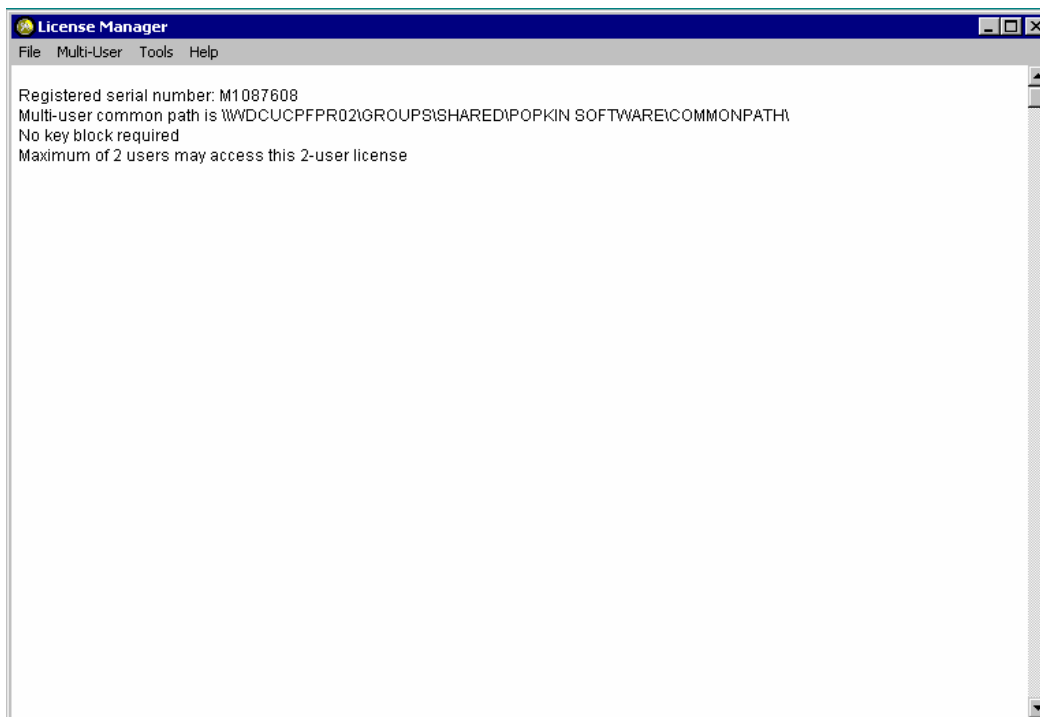 License Manager
File Multi-User Tools Help
Registered serial number: M1087608
Multi-user common path is \\WDCUCPFPR02\GROUPS\SHARED\POPKIN SOFTWARE\COMMONPATH\
No key block required
Maximum of 2 users may access this 2-user license